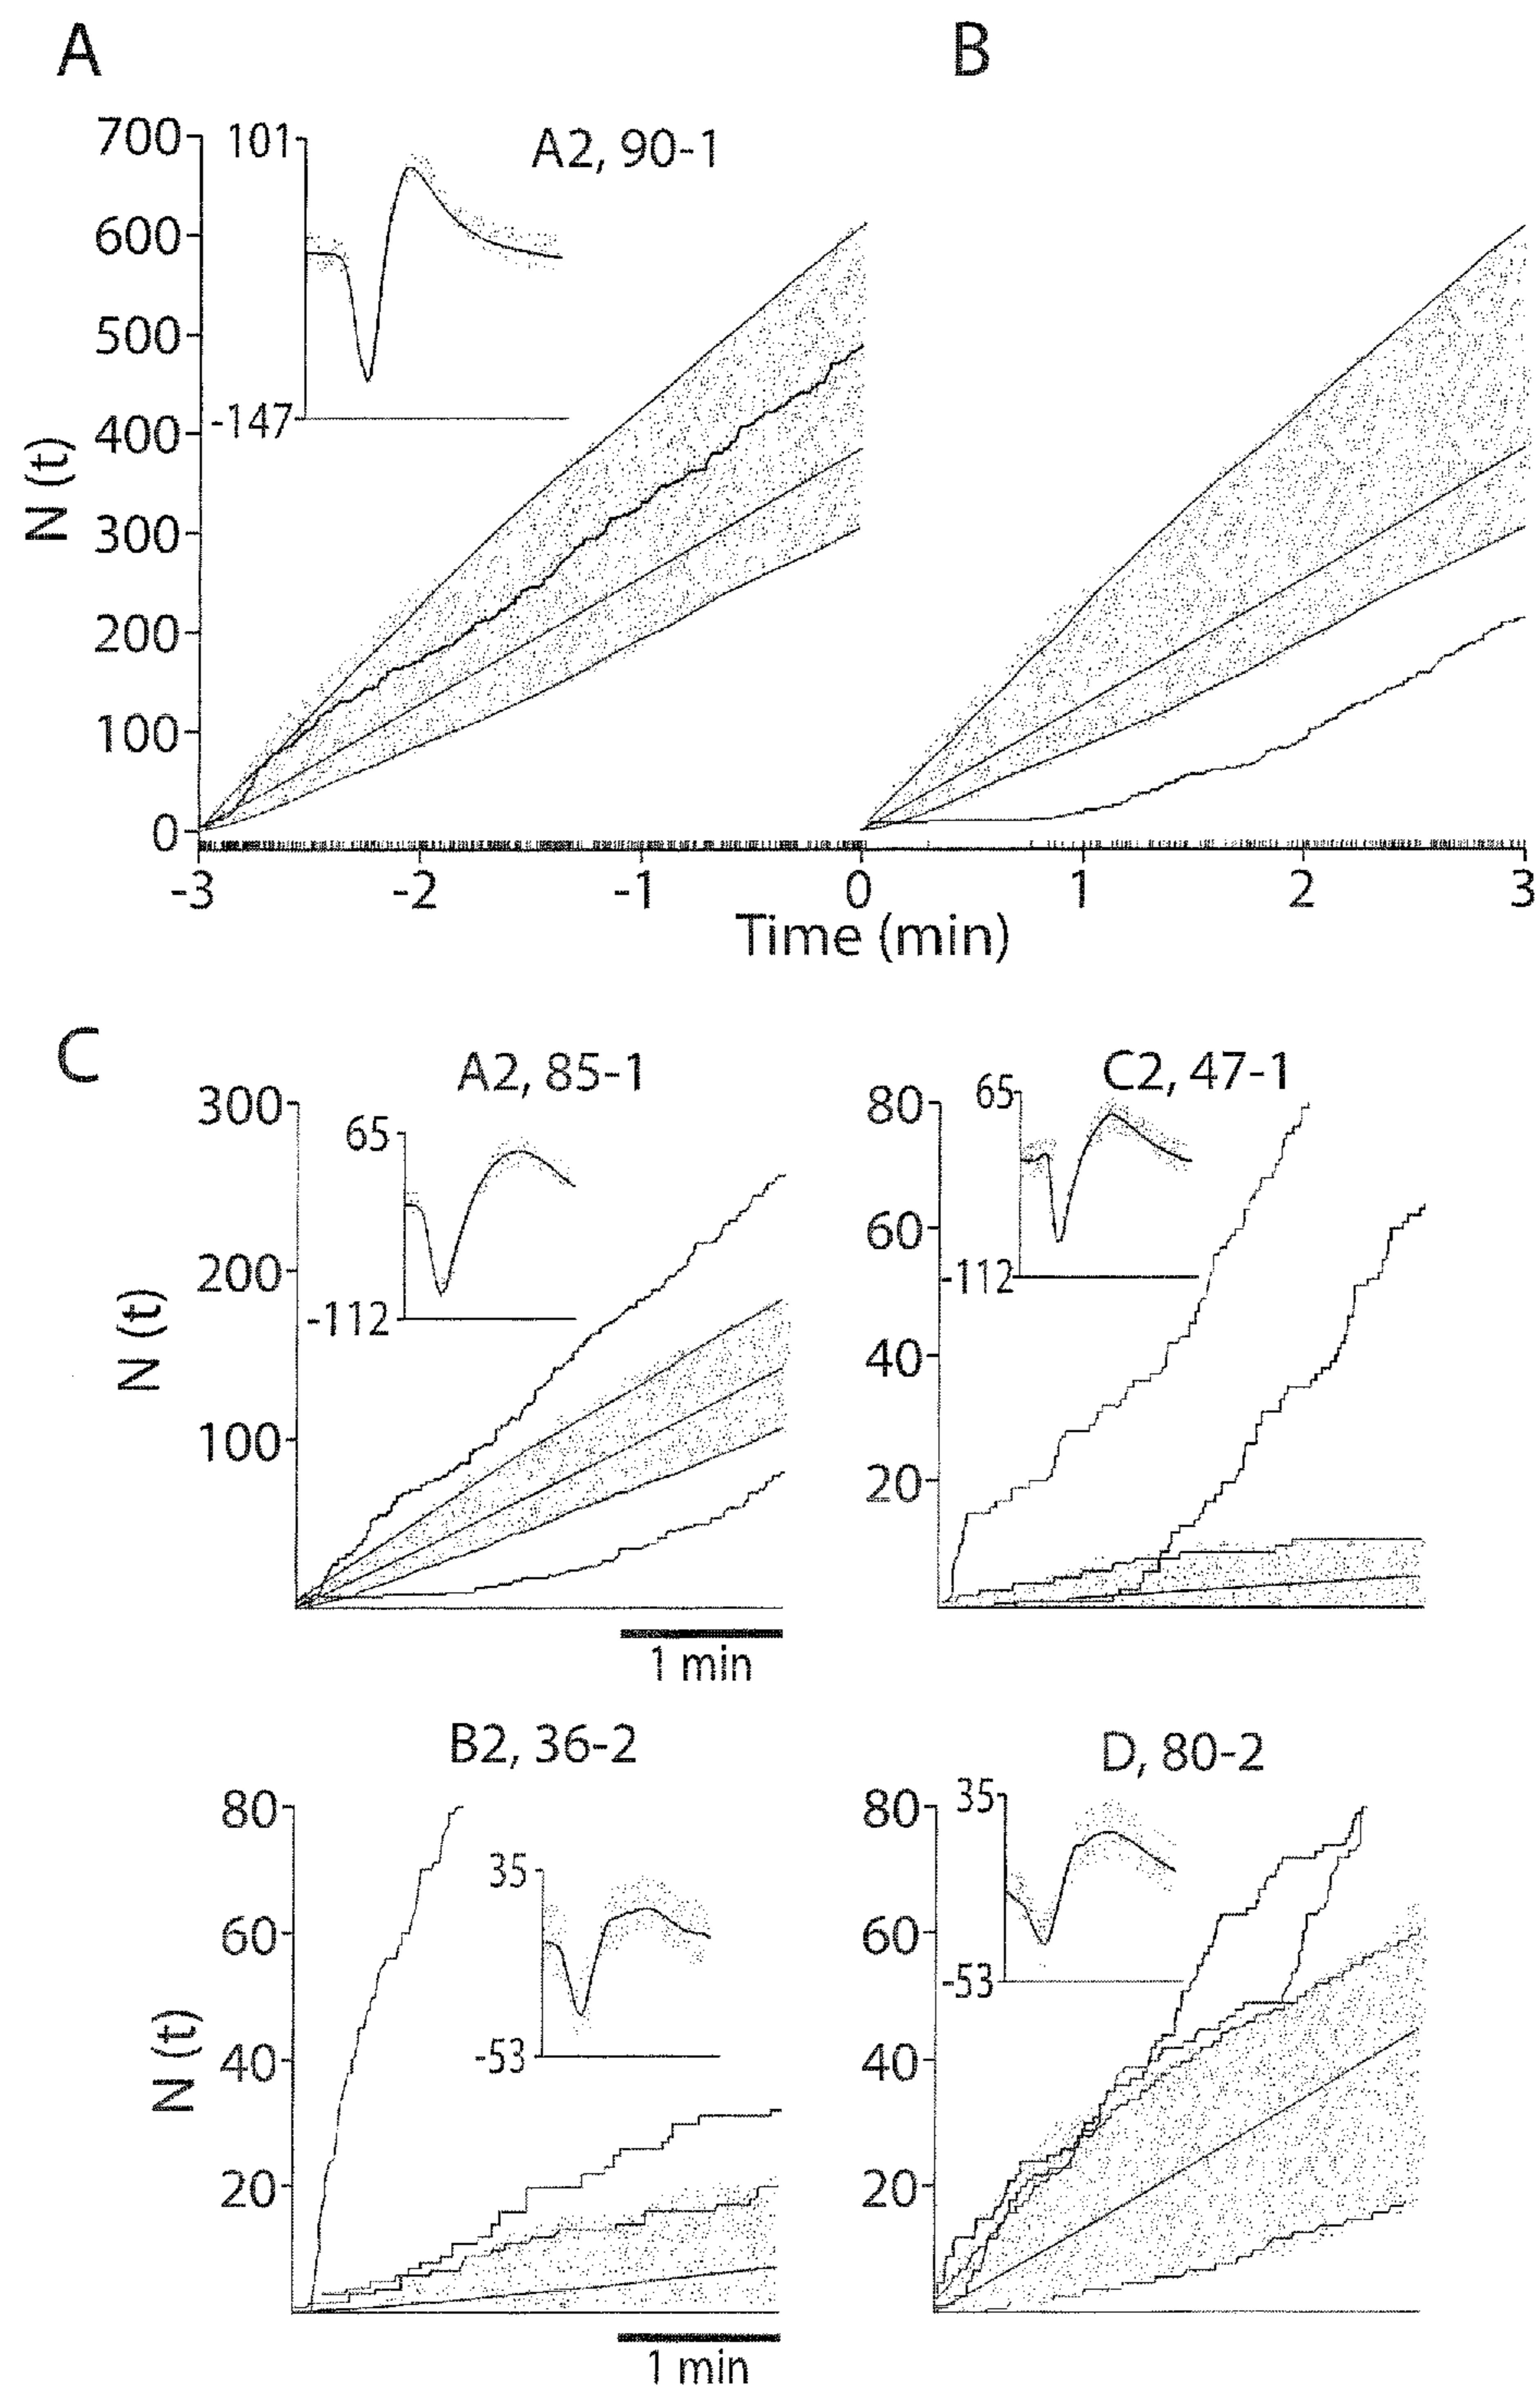 A
B
700
101
A2, 90-1
600
500
400
-147
N (t)
300
200
100
0
-3
-2
-1
0
1
2
3
Time (min)
C
A2, 85-1
C2, 47-1
300
65
80
65
200
-112
60
-112
N (t)
40
100
20
1 min
B2, 36-2
D, 80-2
80
35
80
35
60
-53
60
-53
N (t)
40
40
20
20
1 min